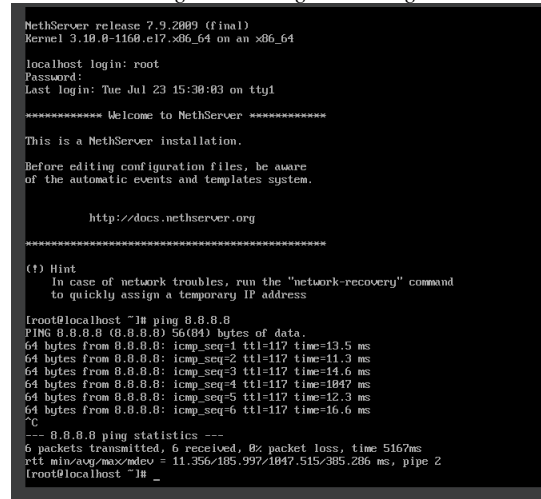 NethServer release 7.9.2009 (final)
Kernel 3.10.0-1160.el7.x86_64 on an x86_64
localhost login: root
Password:
Last login: Tue Jul 23 15:30:03 on tty1
************ Welcome to NethServer ************
This is a NethServer installation.
Before editing configuration files, be aware
of the automatic events and templates system.
http://docs.nethserver.org
***********************************************
(!) Hint
In case of network troubles, run the "network-recovery" command
to quickly assign a temporary IP address
[root@localhost ~]# ping 8.8.8.8
PING 8.8.8.8 (8.8.8.8) 56(84) bytes of data.
64 bytes from 8.8.8.8: icmp_seq=1 ttl=117 time=13.5 ms
64 bytes from 8.8.8.8: icmp_seq=2 ttl=117 time=11.3 ms
64 bytes from 8.8.8.8: icmp_seq=3 ttl=117 time=14.6 ms
64 bytes from 8.8.8.8: icmp_seq=4 ttl=117 time=1047 ms
64 bytes from 8.8.8.8: icmp_seq=5 ttl=117 time=12.3 ms
64 bytes from 8.8.8.8: icmp_seq=6 ttl=117 time=16.6 ms
^C
--- 8.8.8.8 ping statistics ---
6 packets transmitted, 6 received, 0% packet loss, time 5167ms
rtt min/avg/max/mdev = 11.356/185.997/1047.515/385.286 ms, pipe 2
[root@localhost ~]# _